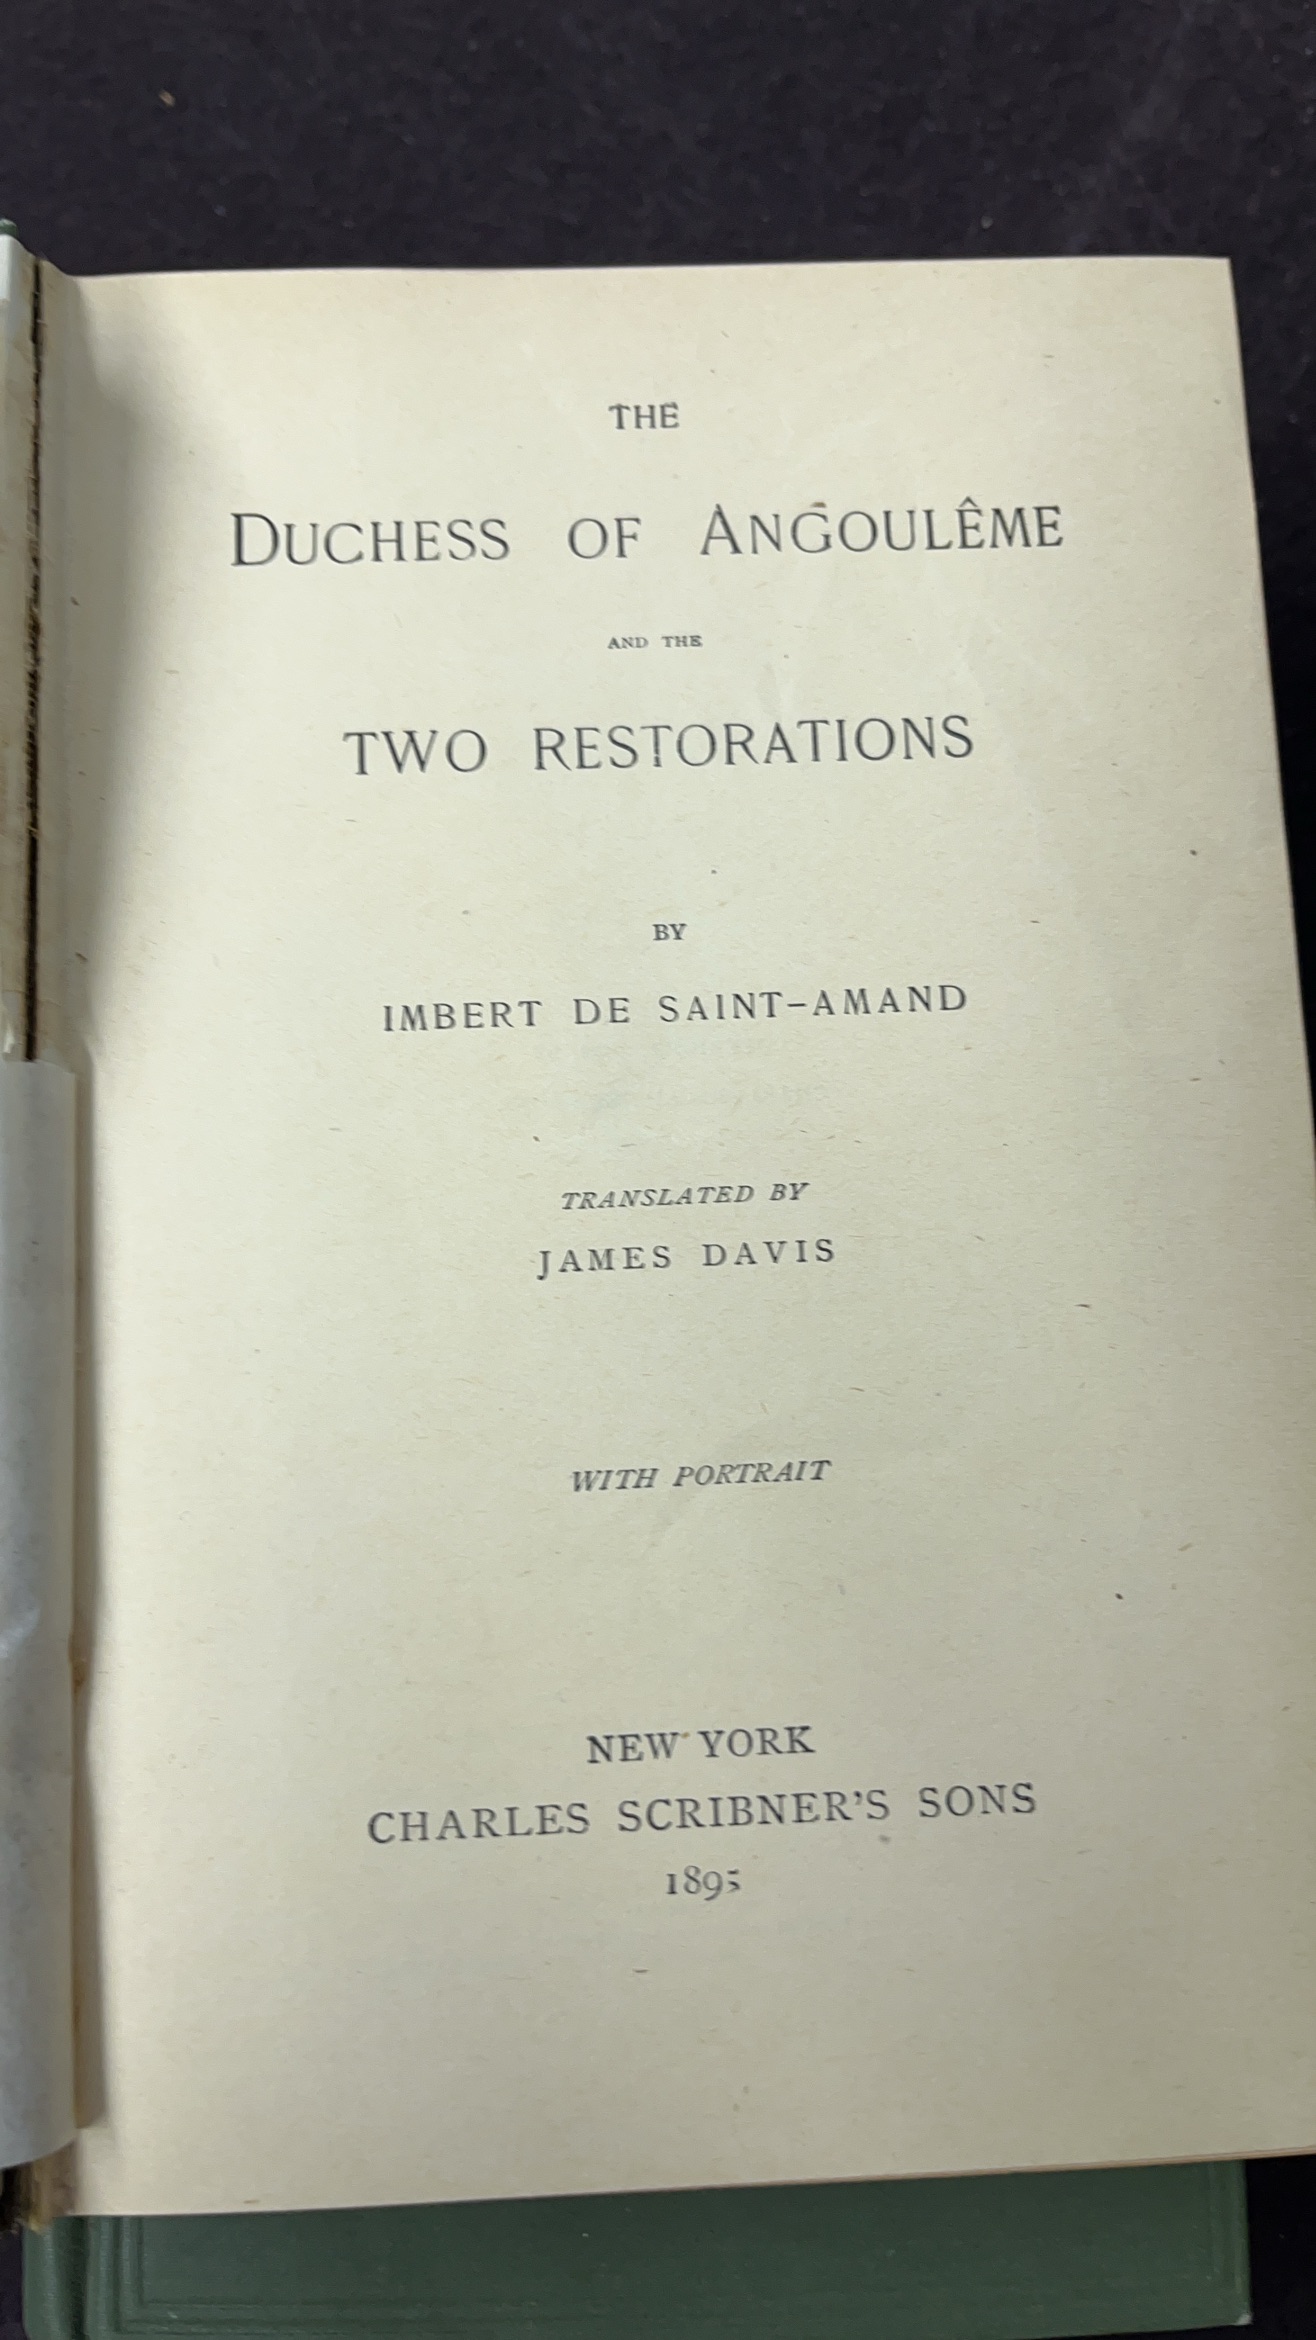 THE
DUCHESS OF ANGOULÊME
AND THE
TWO RESTORATIONS
BY
IMBERT DE SAINT-AMAND
TRANSLATED BY
JAMES DAVIS
WITH PORTRAIT
NEW YORK
CHARLES SCRIBNER'S SONS
1895